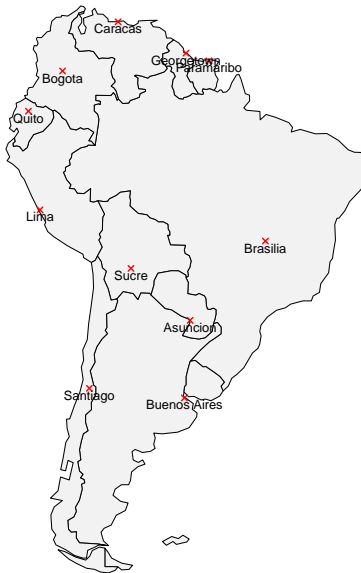 Caracas
Georgetown
Paramaribo
Bogota
Quito
Lima
Brasilia
Sucre
Asuncion
Santiago
Buenos Aires